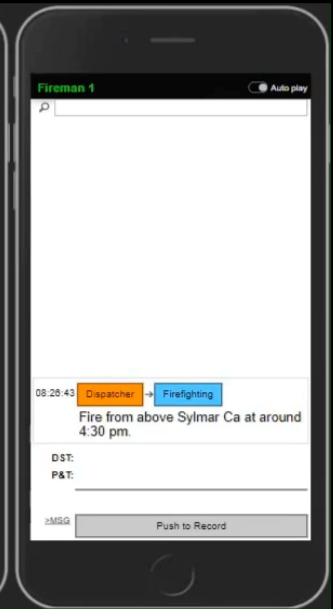 Fireman 1 Auto play
08:26:43 Dispatcher → Firefighting
Fire from above Sylmar Ca at around
4:30 pm.
DST:
P&T:
>MSG Push to Record